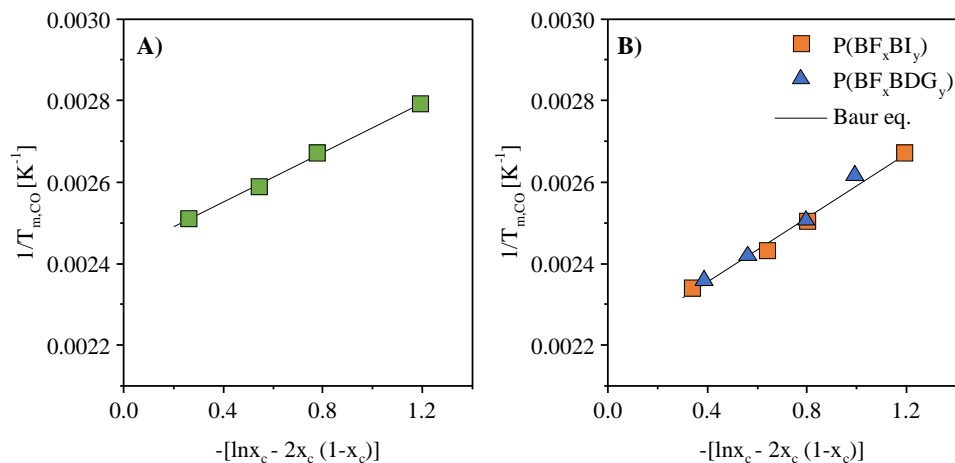 A)
0.0030
0.0028
0.0026
0.0024
0.0022
1/T_m,CO [K⁻¹]
0.0 0.4 0.8 1.2
-[lnx_c - 2x_c (1-x_c)]
B)
P(BF_xBI_y)
P(BF_xBDG_y)
Baur eq.
0.0030
0.0028
0.0026
0.0024
0.0022
1/T_m,CO [K⁻¹]
0.0 0.4 0.8 1.2
-[lnx_c - 2x_c (1-x_c)]